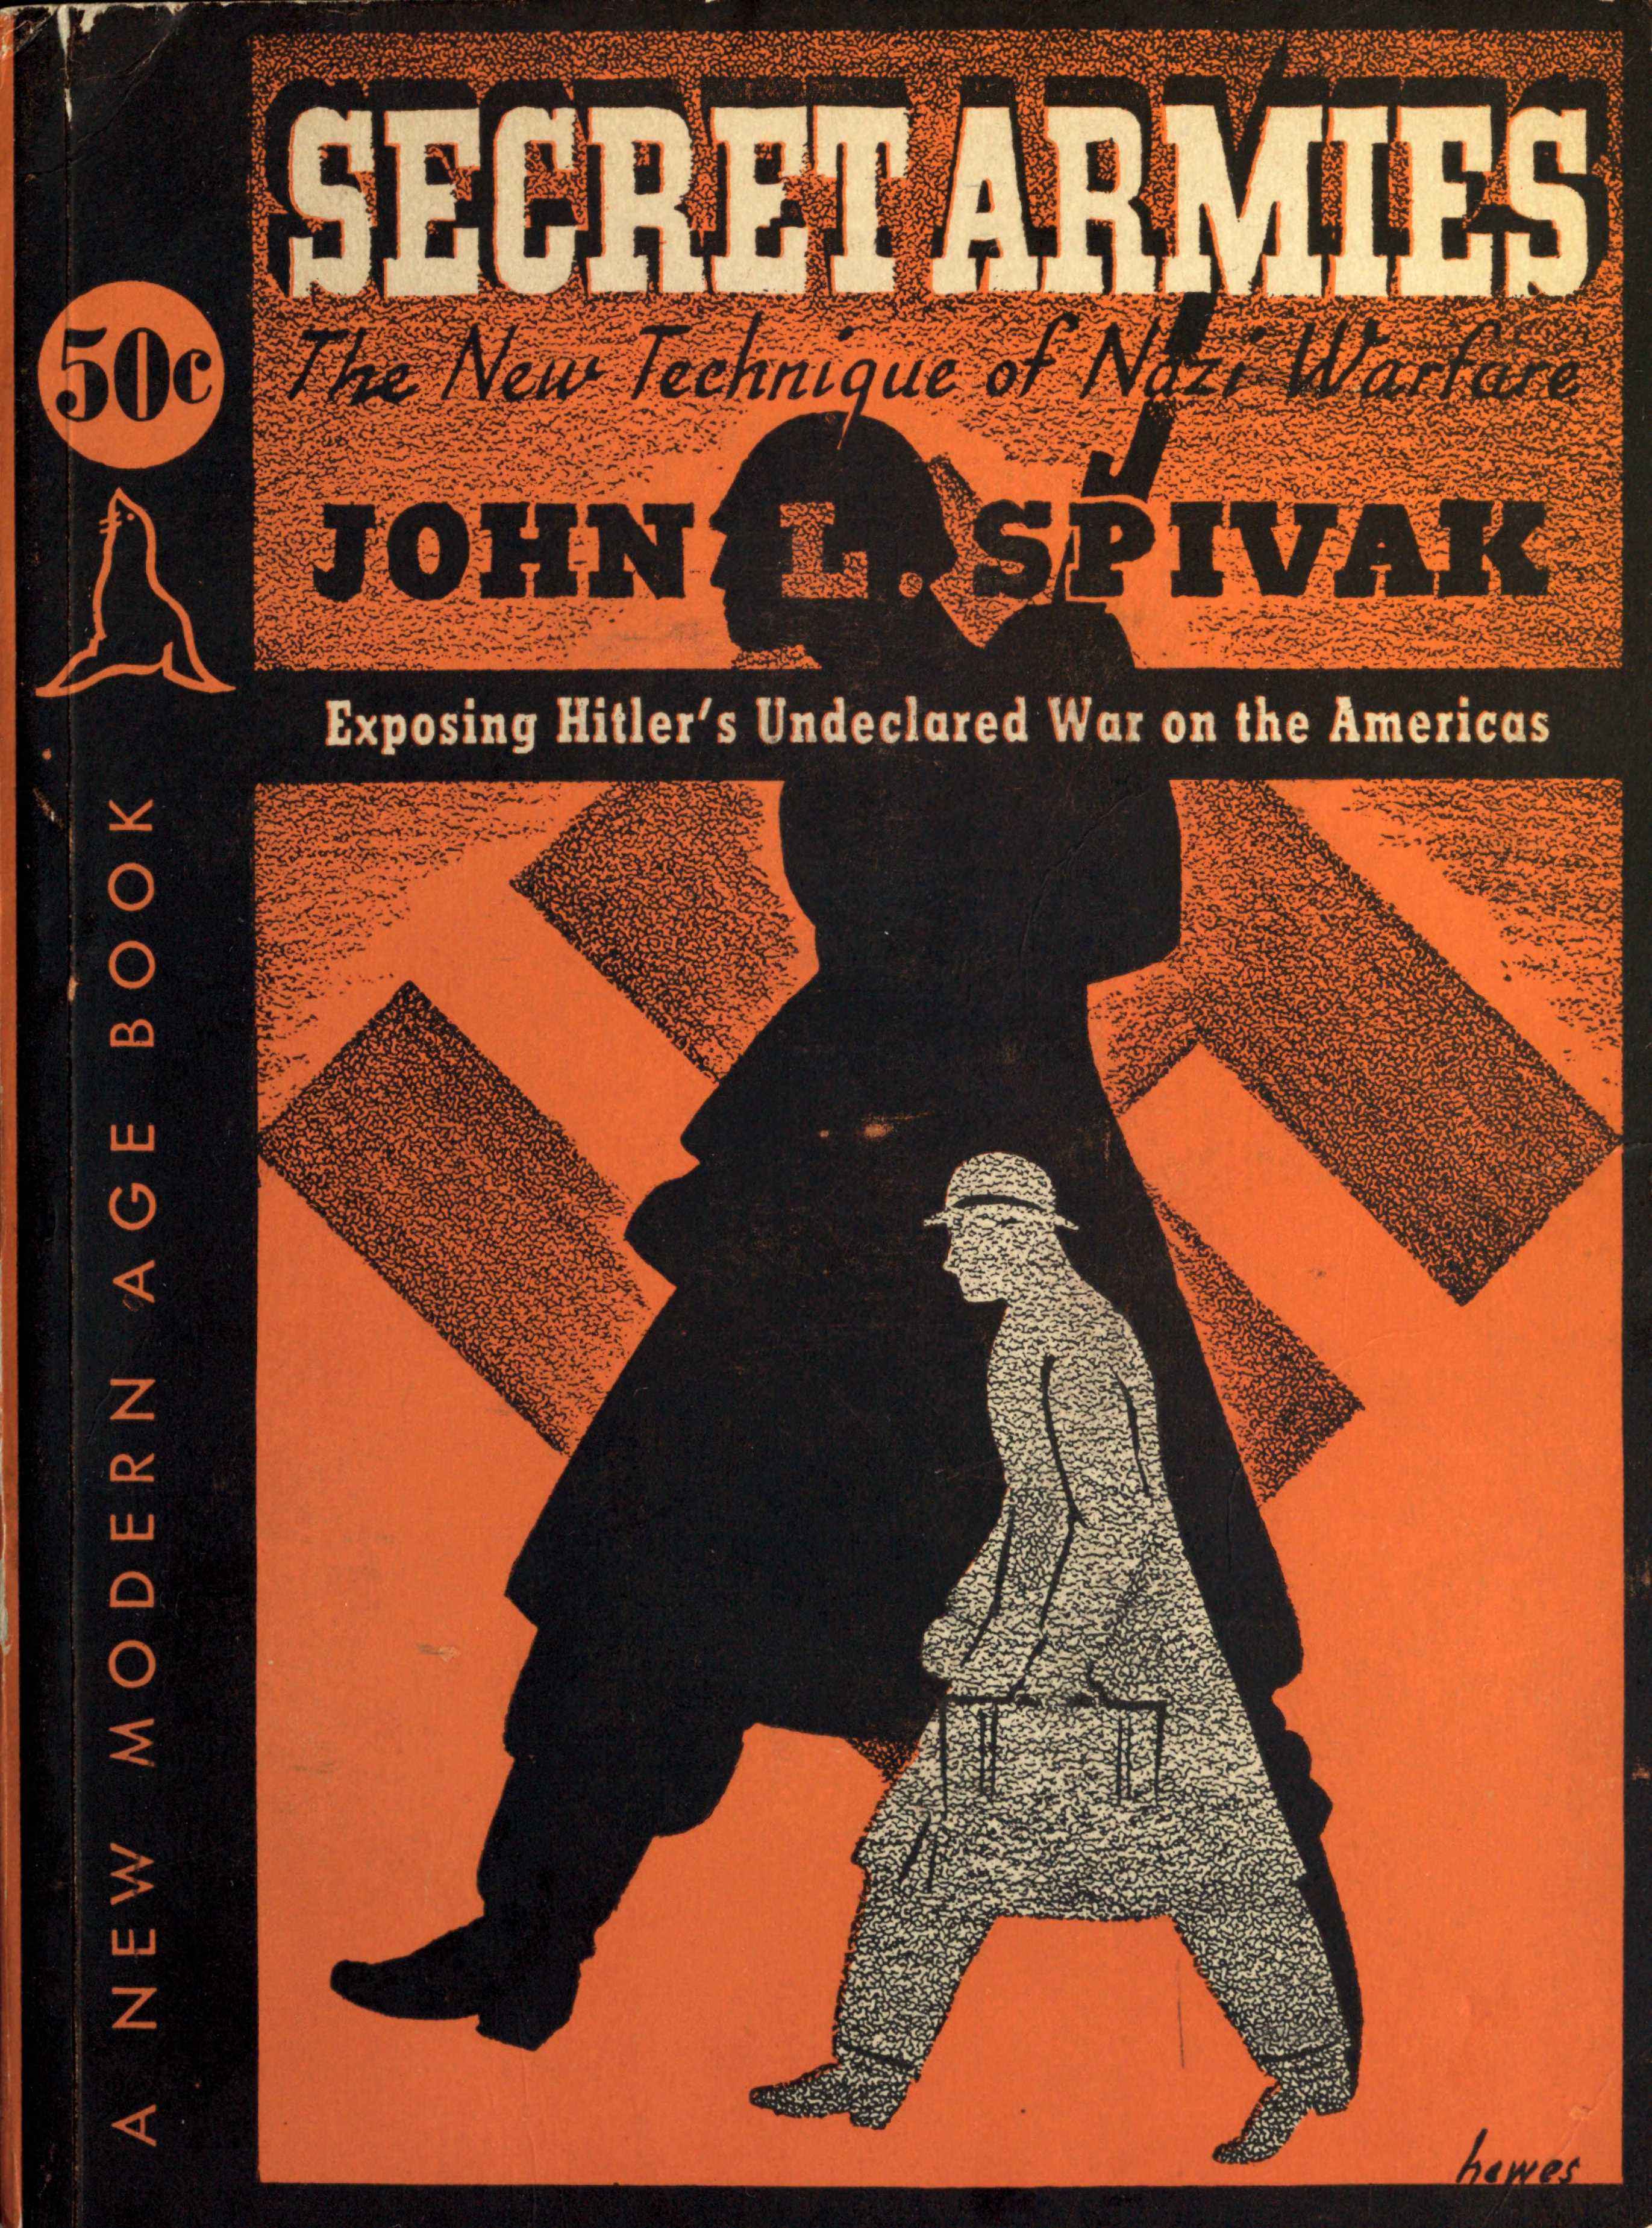 SECRET ARMIES
The New Technique of Nazi Warfare
JOHN L. SPIVAK
Exposing Hitler's Undeclared War on the Americas
50c
A NEW MODERN AGE BOOK
hawes